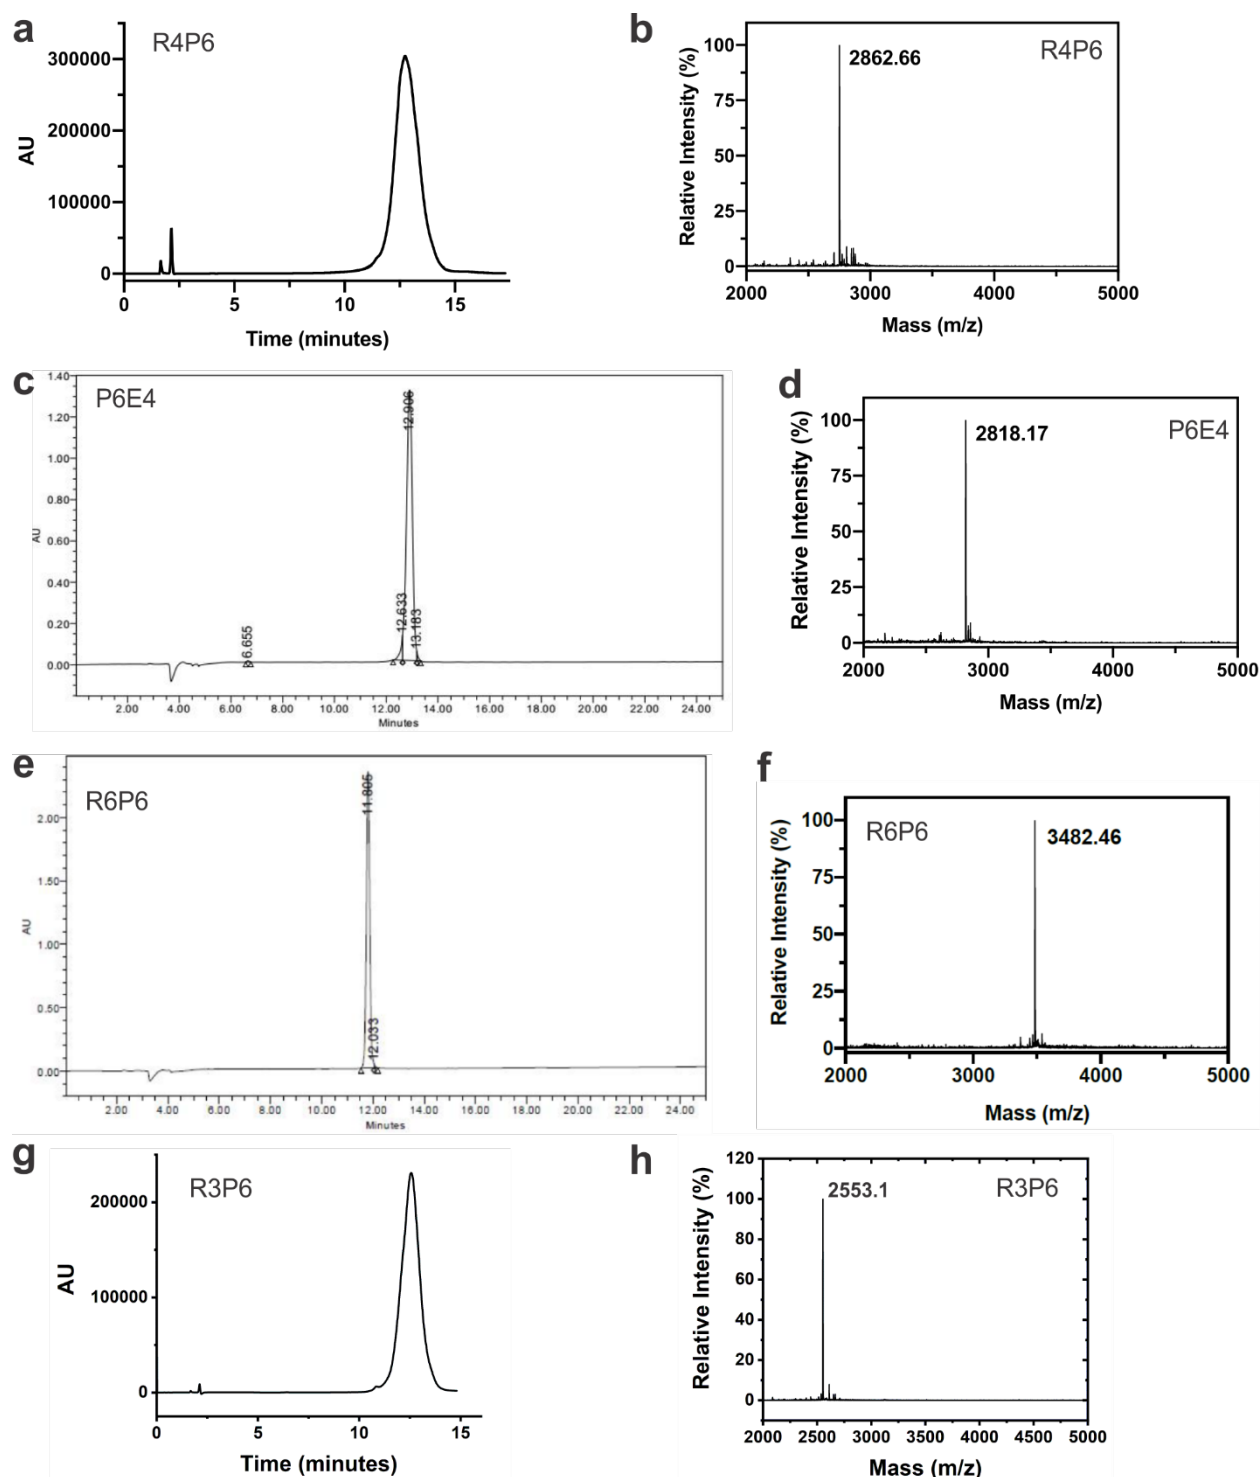 a
R4P6
AU
300000
200000
100000
0
0 5 10 15
Time (minutes)
b
R4P6
Relative Intensity (%)
100
75
50
25
0
2862.66
2000 3000 4000 5000
Mass (m/z)
c
P6E4
AU
1.40
1.20
1.00
0.80
0.60
0.40
0.20
0.00
6.655
12.633
12.906
13.183
2.00 4.00 6.00 8.00 10.00 12.00 14.00 16.00 18.00 20.00 22.00 24.00
Minutes
d
P6E4
Relative Intensity (%)
100
75
50
25
0
2818.17
2000 3000 4000 5000
Mass (m/z)
e
R6P6
AU
2.00
1.50
1.00
0.50
0.00
11.805
12.033
2.00 4.00 6.00 8.00 10.00 12.00 14.00 16.00 18.00 20.00 22.00 24.00
Minutes
f
R6P6
Relative Intensity (%)
100
75
50
25
0
3482.46
2000 3000 4000 5000
Mass (m/z)
g
R3P6
AU
200000
100000
0
0 5 10 15
Time (minutes)
h
R3P6
Relative Intensity (%)
120
100
80
60
40
20
0
2553.1
2000 2500 3000 3500 4000 4500 5000
Mass (m/z)